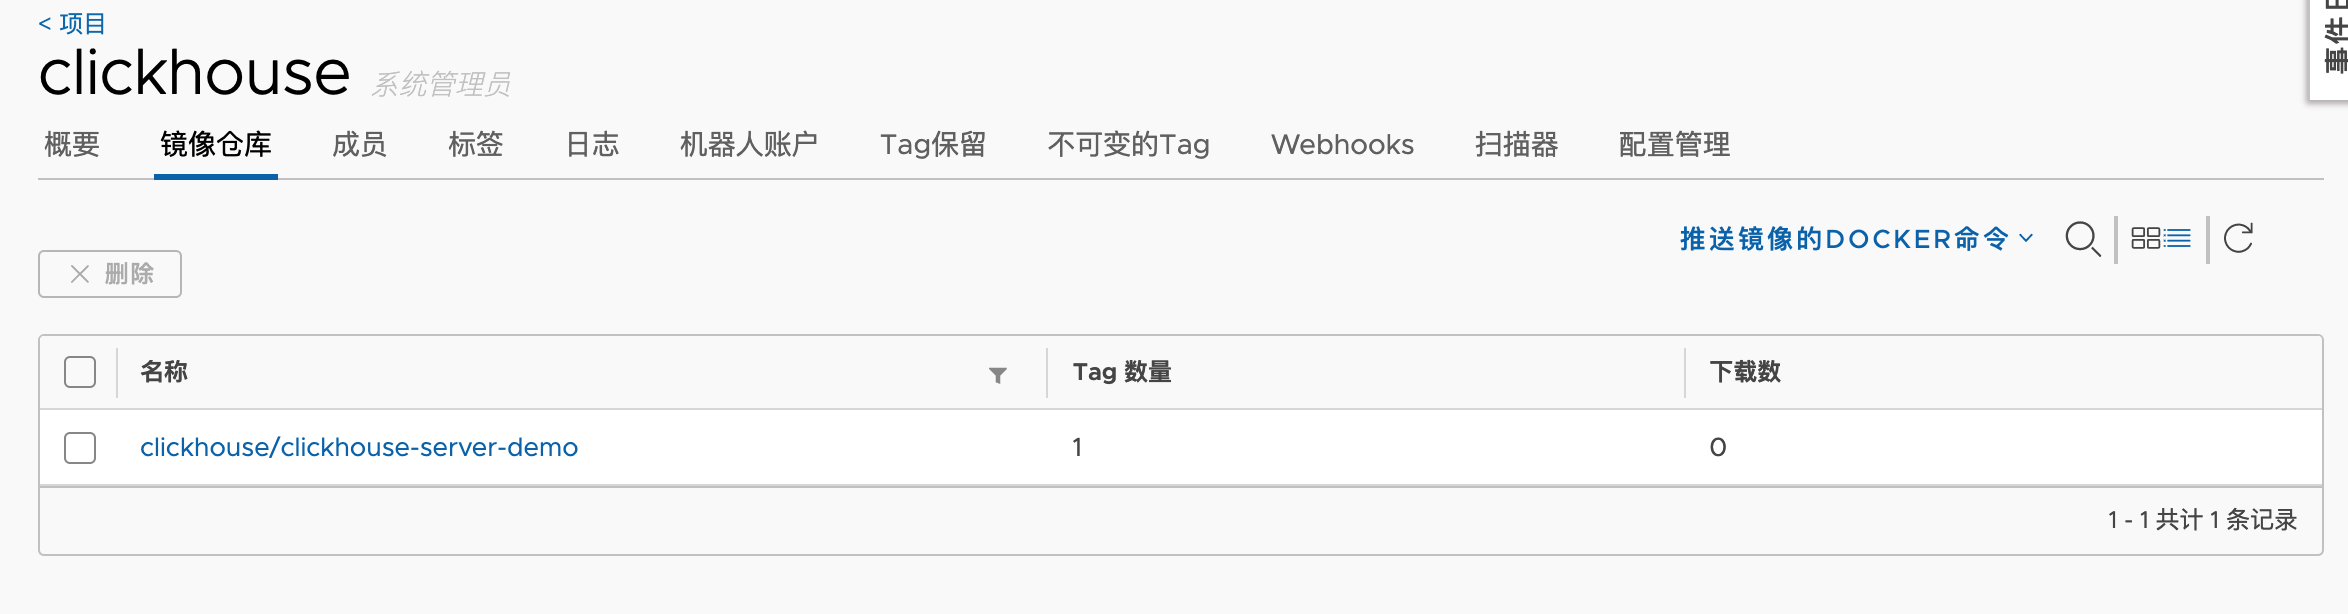 < 项目
clickhouse 系统管理员
概要 镜像仓库 成员 标签 日志 机器人账户 Tag保留 不可变的Tag Webhooks 扫描器 配置管理
推送镜像的DOCKER命令
删除
名称 Tag 数量 下载数
clickhouse/clickhouse-server-demo 1 0
1 - 1 共计 1 条记录
事件